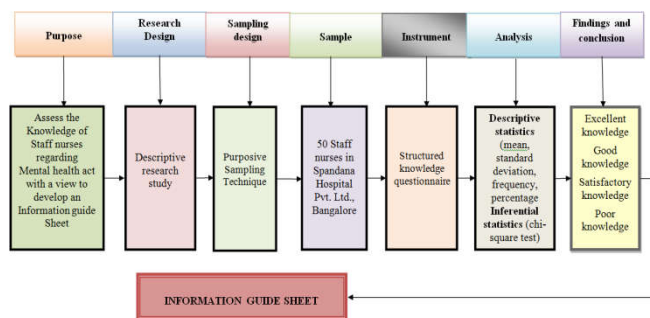 Purpose
Research
Design
Sampling
design
Sample
Instrument
Analysis
Findings and
conclusion
Assess the
Knowledge of
Staff nurses
regarding
Mental health act
with a view to
develop an
Information guide
Sheet
Descriptive
research
study
Purposive
Sampling
Technique
50 Staff
nurses in
Spandana
Hospital
Pvt. Ltd.,
Bangalore
Structured
knowledge
questionnaire
Descriptive
statistics
(mean,
standard
deviation,
frequency,
percentage
Inferential
statistics (chi-
square test)
Excellent
knowledge
Good
knowledge
Satisfactory
knowledge
Poor
knowledge
INFORMATION GUIDE SHEET